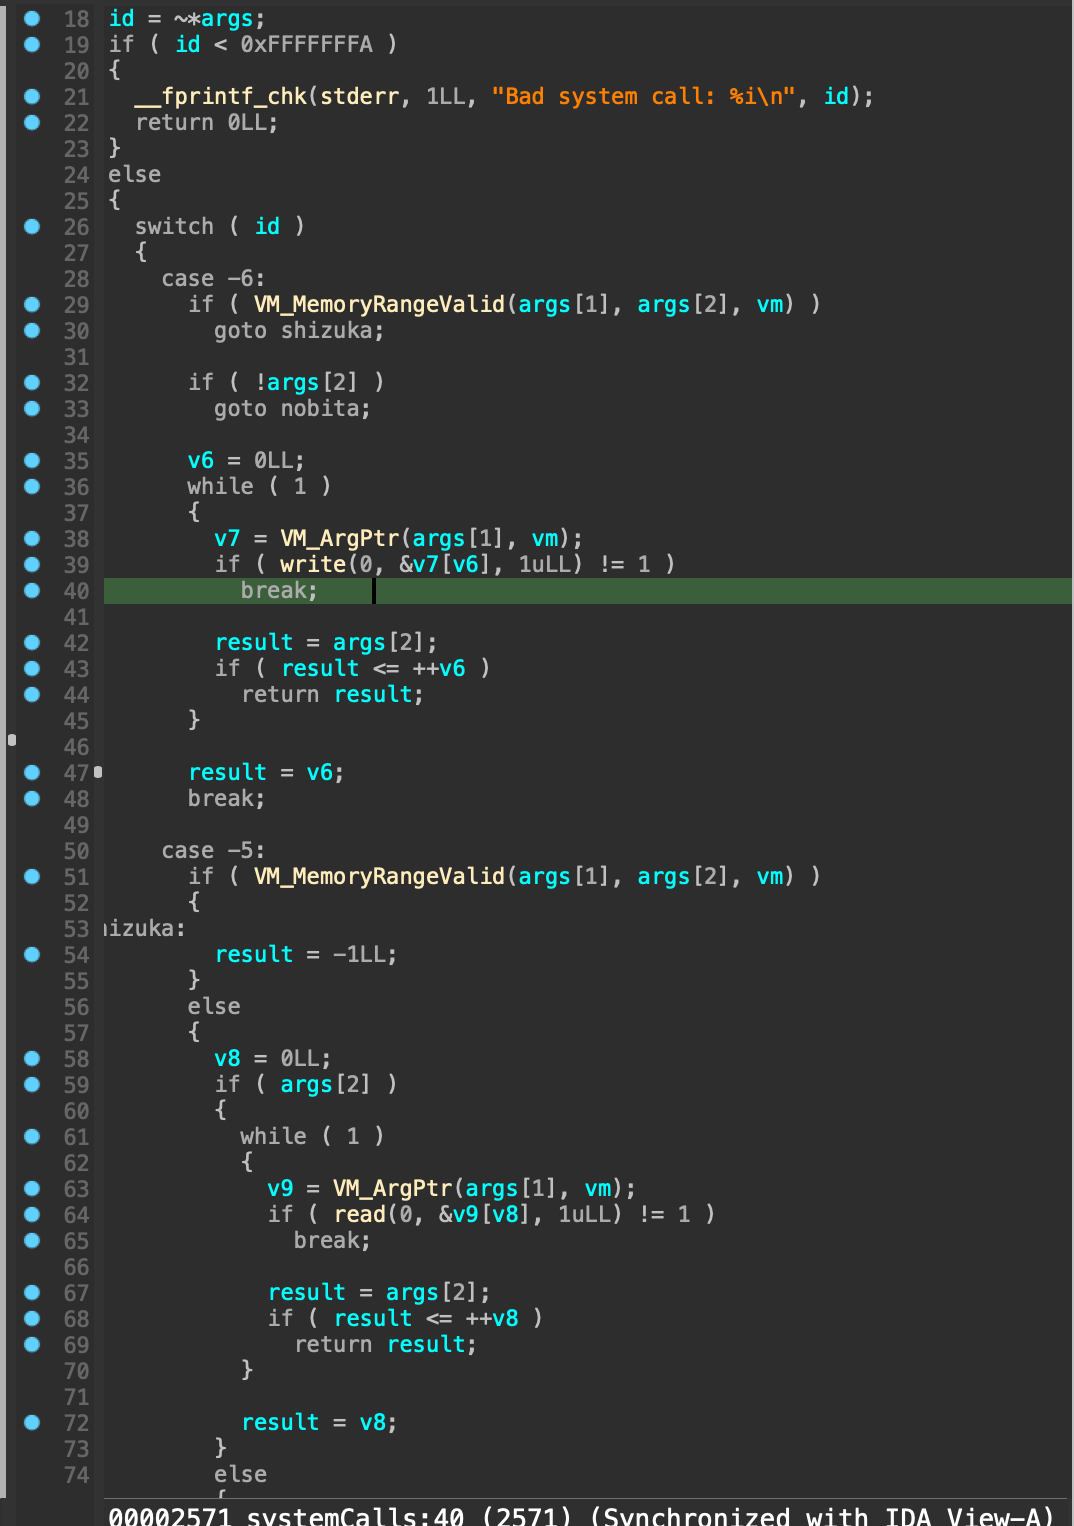 18 id = ~*args;
19 if ( id < 0xFFFFFFFA )
20 {
21 __fprintf_chk(stderr, 1LL, "Bad system call: %i\n", id);
22 return 0LL;
23 }
24 else
25 {
26 switch ( id )
27 {
28 case -6:
29 if ( VM_MemoryRangeValid(args[1], args[2], vm) )
30 goto shizuka;
31
32 if ( !args[2] )
33 goto nobita;
34
35 v6 = 0LL;
36 while ( 1 )
37 {
38 v7 = VM_ArgPtr(args[1], vm);
39 if ( write(0, &v7[v6], 1uLL) != 1 )
40 break;
41
42 result = args[2];
43 if ( result <= ++v6 )
44 return result;
45 }
46
47 result = v6;
48 break;
49
50 case -5:
51 if ( VM_MemoryRangeValid(args[1], args[2], vm) )
52 {
53 hizuka:
54 result = -1LL;
55 }
56 else
57 {
58 v8 = 0LL;
59 if ( args[2] )
60 {
61 while ( 1 )
62 {
63 v9 = VM_ArgPtr(args[1], vm);
64 if ( read(0, &v9[v8], 1uLL) != 1 )
65 break;
66
67 result = args[2];
68 if ( result <= ++v8 )
69 return result;
70 }
71
72 result = v8;
73 }
74 else
{
00002571 systemCalls:40 (2571) (Synchronized with IDA View-A)